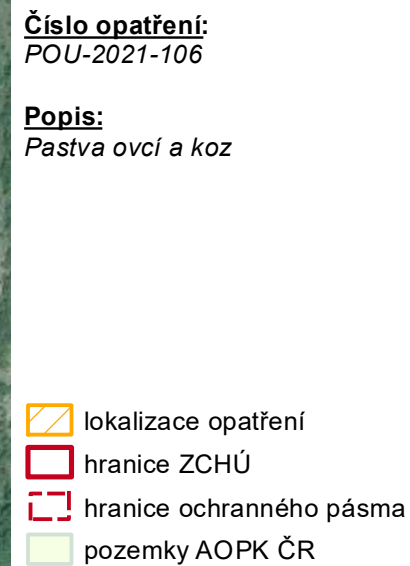 Číslo opatření:
POU-2021-106
Popis:
Pastva ovcí a koz
lokalizace opatření
hranice ZCHÚ
hranice ochranného pásma
pozemky AOPK ČR